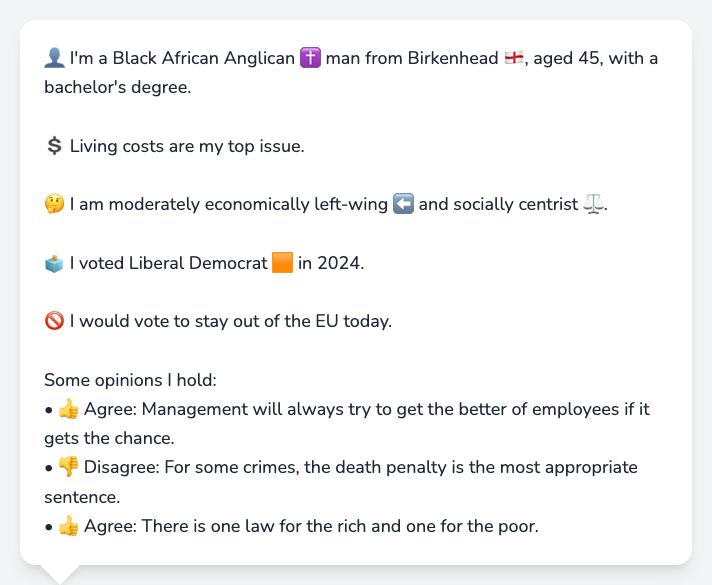 👤 I'm a Black African Anglican ✝️ man from Birkenhead 🏴󠁧󠁢󠁥󠁮󠁧󠁿, aged 45, with a
bachelor's degree.
💲 Living costs are my top issue.
🤔 I am moderately economically left-wing ⬅️ and socially centrist ⚖️.
🗳️ I voted Liberal Democrat 🟧 in 2024.
🚫 I would vote to stay out of the EU today.
Some opinions I hold:
• 👍 Agree: Management will always try to get the better of employees if it
gets the chance.
• 👎 Disagree: For some crimes, the death penalty is the most appropriate
sentence.
• 👍 Agree: There is one law for the rich and one for the poor.